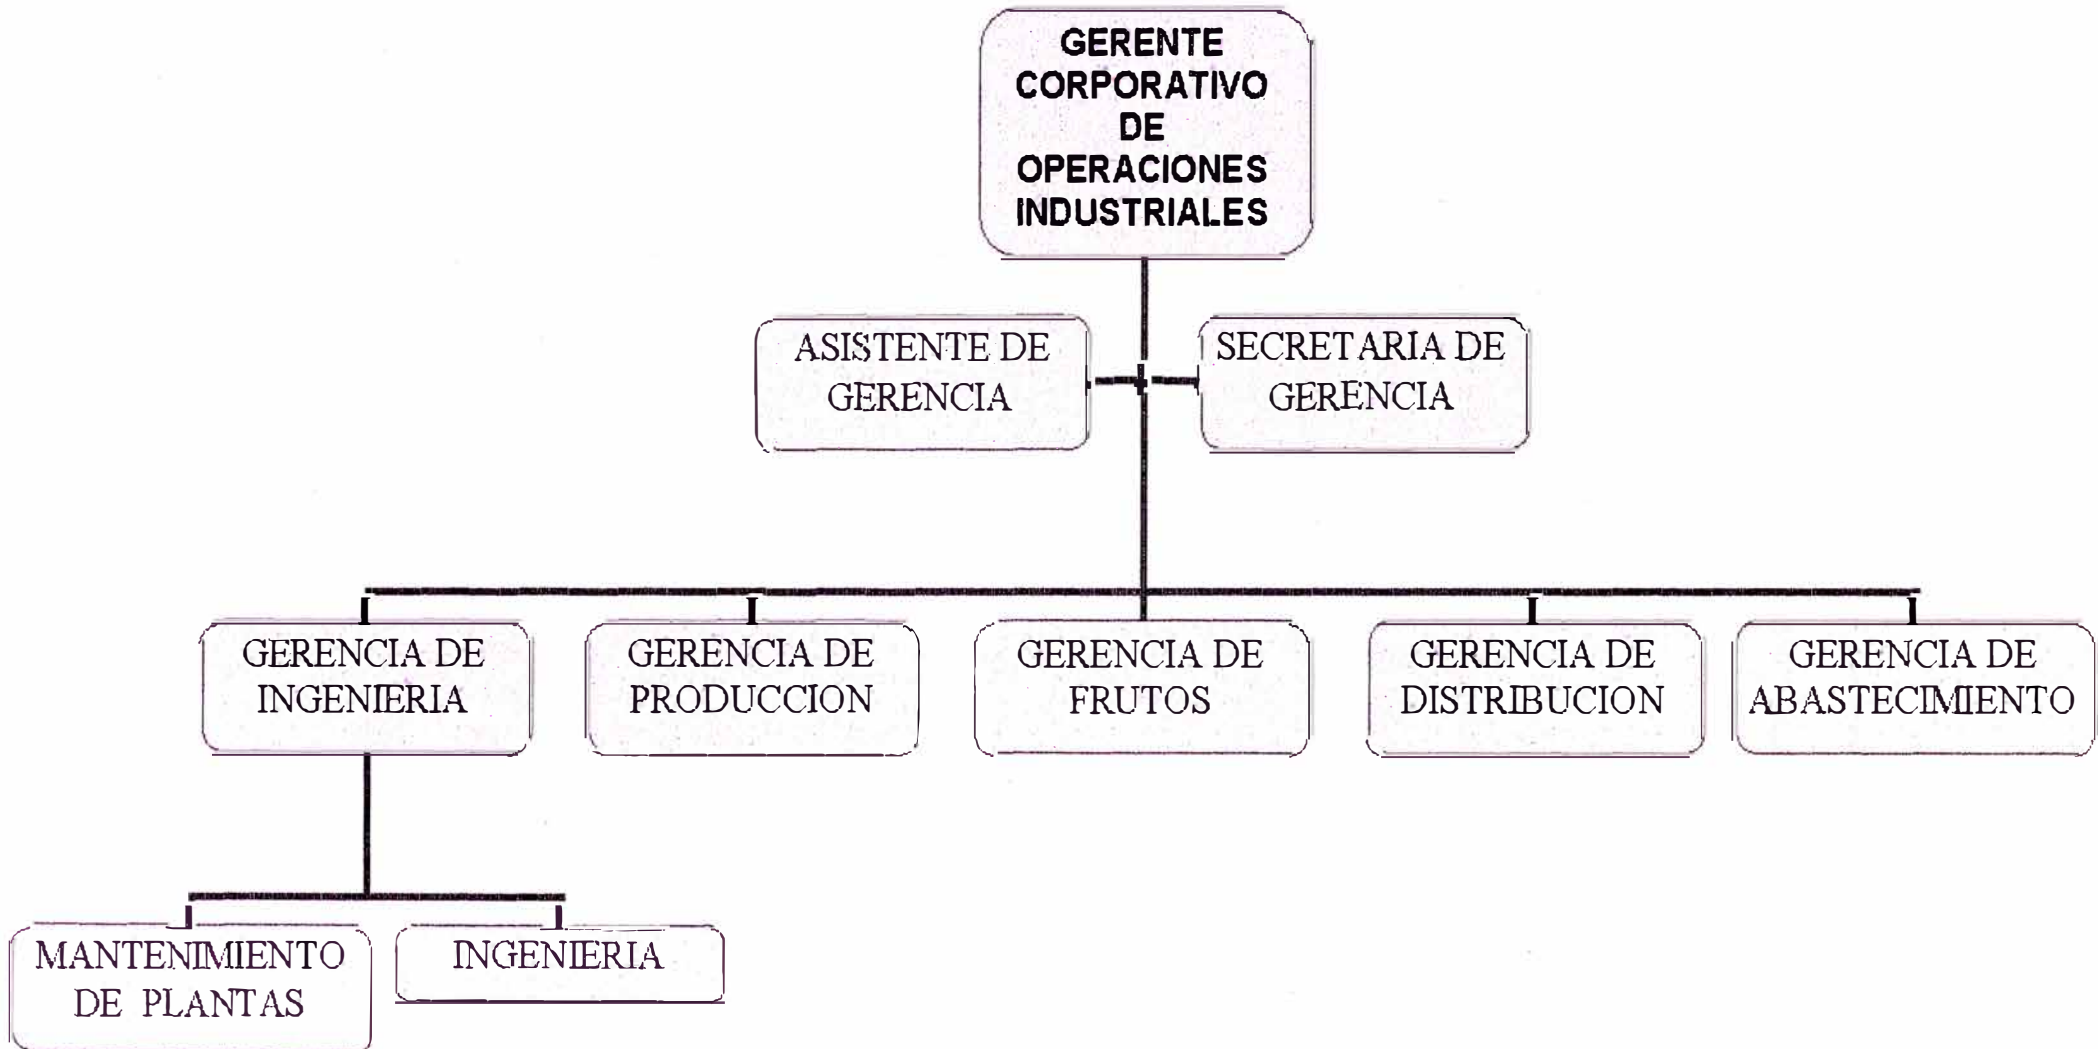 GERENTE
CORPORATIVO
DE
OPERACIONES
INDUSTRIALES
ASISTENTE DE
GERENCIA
SECRETARIA DE
GERENCIA
GERENCIA DE
INGENIERIA
GERENCIA DE
PRODUCCION
GERENCIA DE
FRUTOS
GERENCIA DE
DISTRIBUCION
GERENCIA DE
ABASTECIMIENTO
MANTENIMIENTO
DE PLANTAS
INGENIERIA